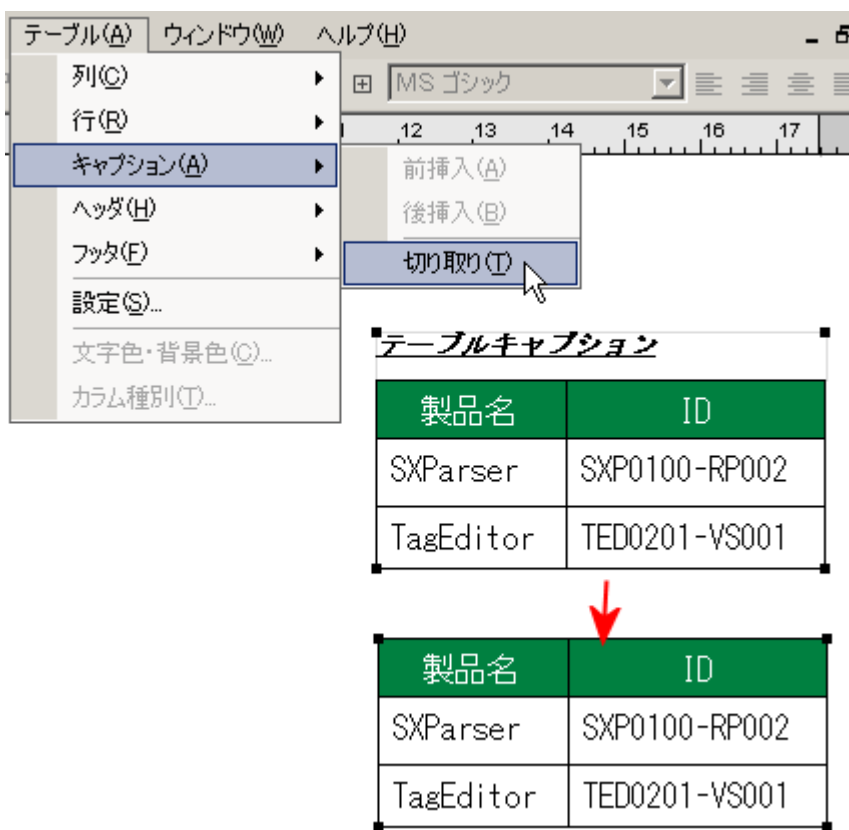 テーブル(A) ウィンドウ(W) ヘルプ(H)
列(C)
MS ゴシック
行(R)
12 13 14 15 16 17
キャプション(A)
前挿入(A)
ヘッダ(H)
後挿入(B)
フッタ(F)
切り取り(T)
設定(S)...
文字色・背景色(C)...
カラム種別(T)...
テーブルキャプション
製品名 ID
SXParser SXP0100-RP002
TagEditor TED0201-VS001
製品名 ID
SXParser SXP0100-RP002
TagEditor TED0201-VS001